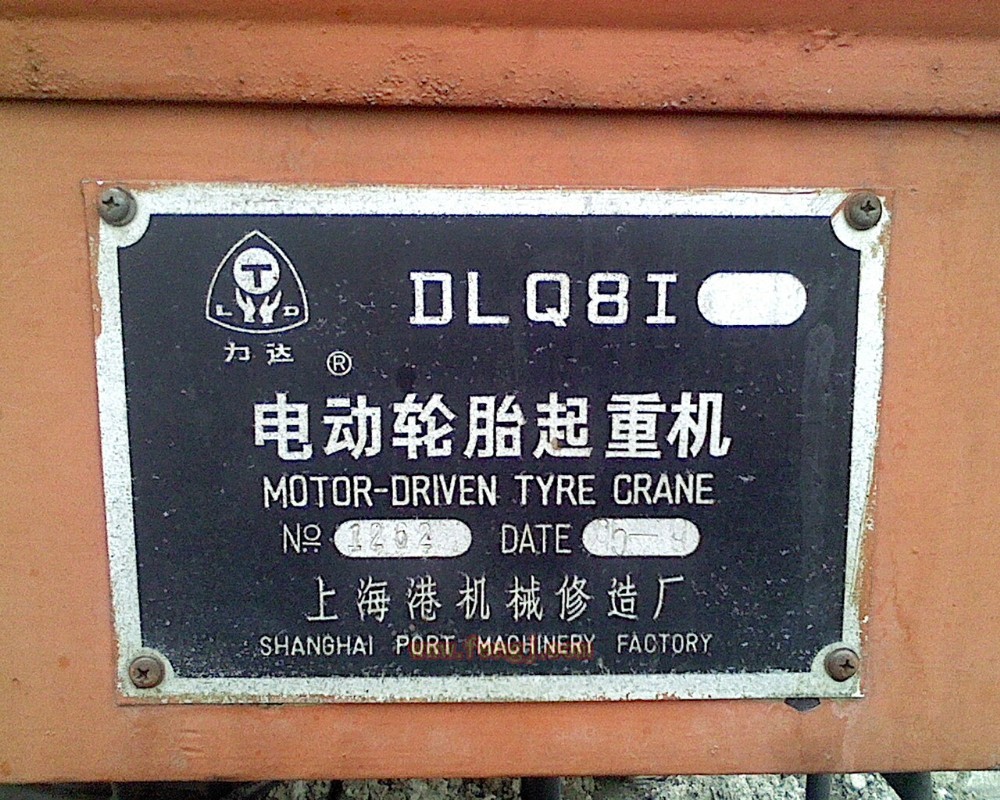 T
L D
力达 ®
DLQ8I
电动轮胎起重机
MOTOR-DRIVEN TYRE CRANE
№ 1202 DATE
上海港机械修造厂
SHANGHAI PORT MACHINERY FACTORY